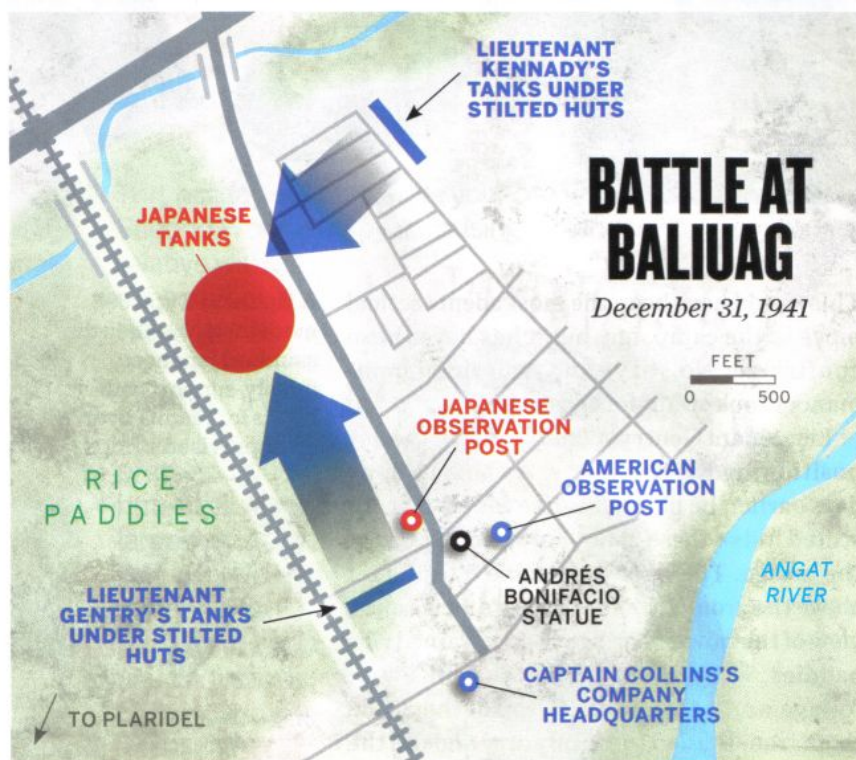 LIEUTENANT
KENNADY'S
TANKS UNDER
STILTED HUTS
BATTLE AT
BALIUAG
December 31, 1941
FEET
0 500
JAPANESE
TANKS
JAPANESE
OBSERVATION
POST
AMERICAN
OBSERVATION
POST
RICE
PADDIES
ANDRÉS
BONIFACIO
STATUE
ANGAT
RIVER
LIEUTENANT
GENTRY'S TANKS
UNDER STILTED
HUTS
CAPTAIN COLLINS'S
COMPANY
HEADQUARTERS
TO PLARIDEL